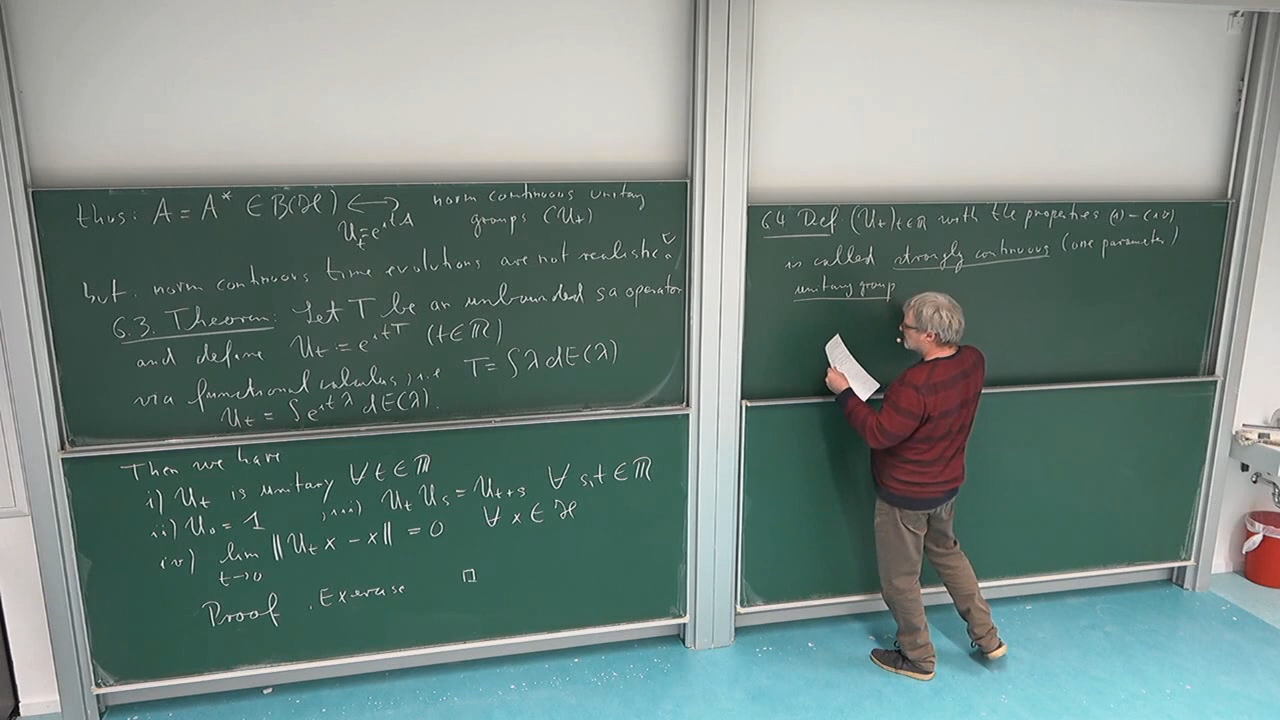 thus: A = A* ∈ B(ℋ) ⟷ norm continuous unitary
U_t = e^{itA} groups (U_t)
but: norm continuous time evolutions are not realistic
6.3. Theorem: Let T be an unbounded sa operator
and define U_t := e^{itT} (t∈ℝ)
via functional calculus, i.e T = ∫λ dE(λ)
U_t = ∫e^{itλ} dE(λ).
Then we have
i) U_t is unitary ∀ t ∈ ℝ
ii) U_0 = 1, iii) U_t U_s = U_{t+s} ∀ s,t ∈ ℝ
iv) lim_{t→0} ‖U_t x − x‖ = 0 ∀ x ∈ ℋ
Proof. Exercise □
6.4 Def (U_t)_{t∈ℝ} with the properties (i) – (iv)
is called strongly continuous (one parameter)
unitary group